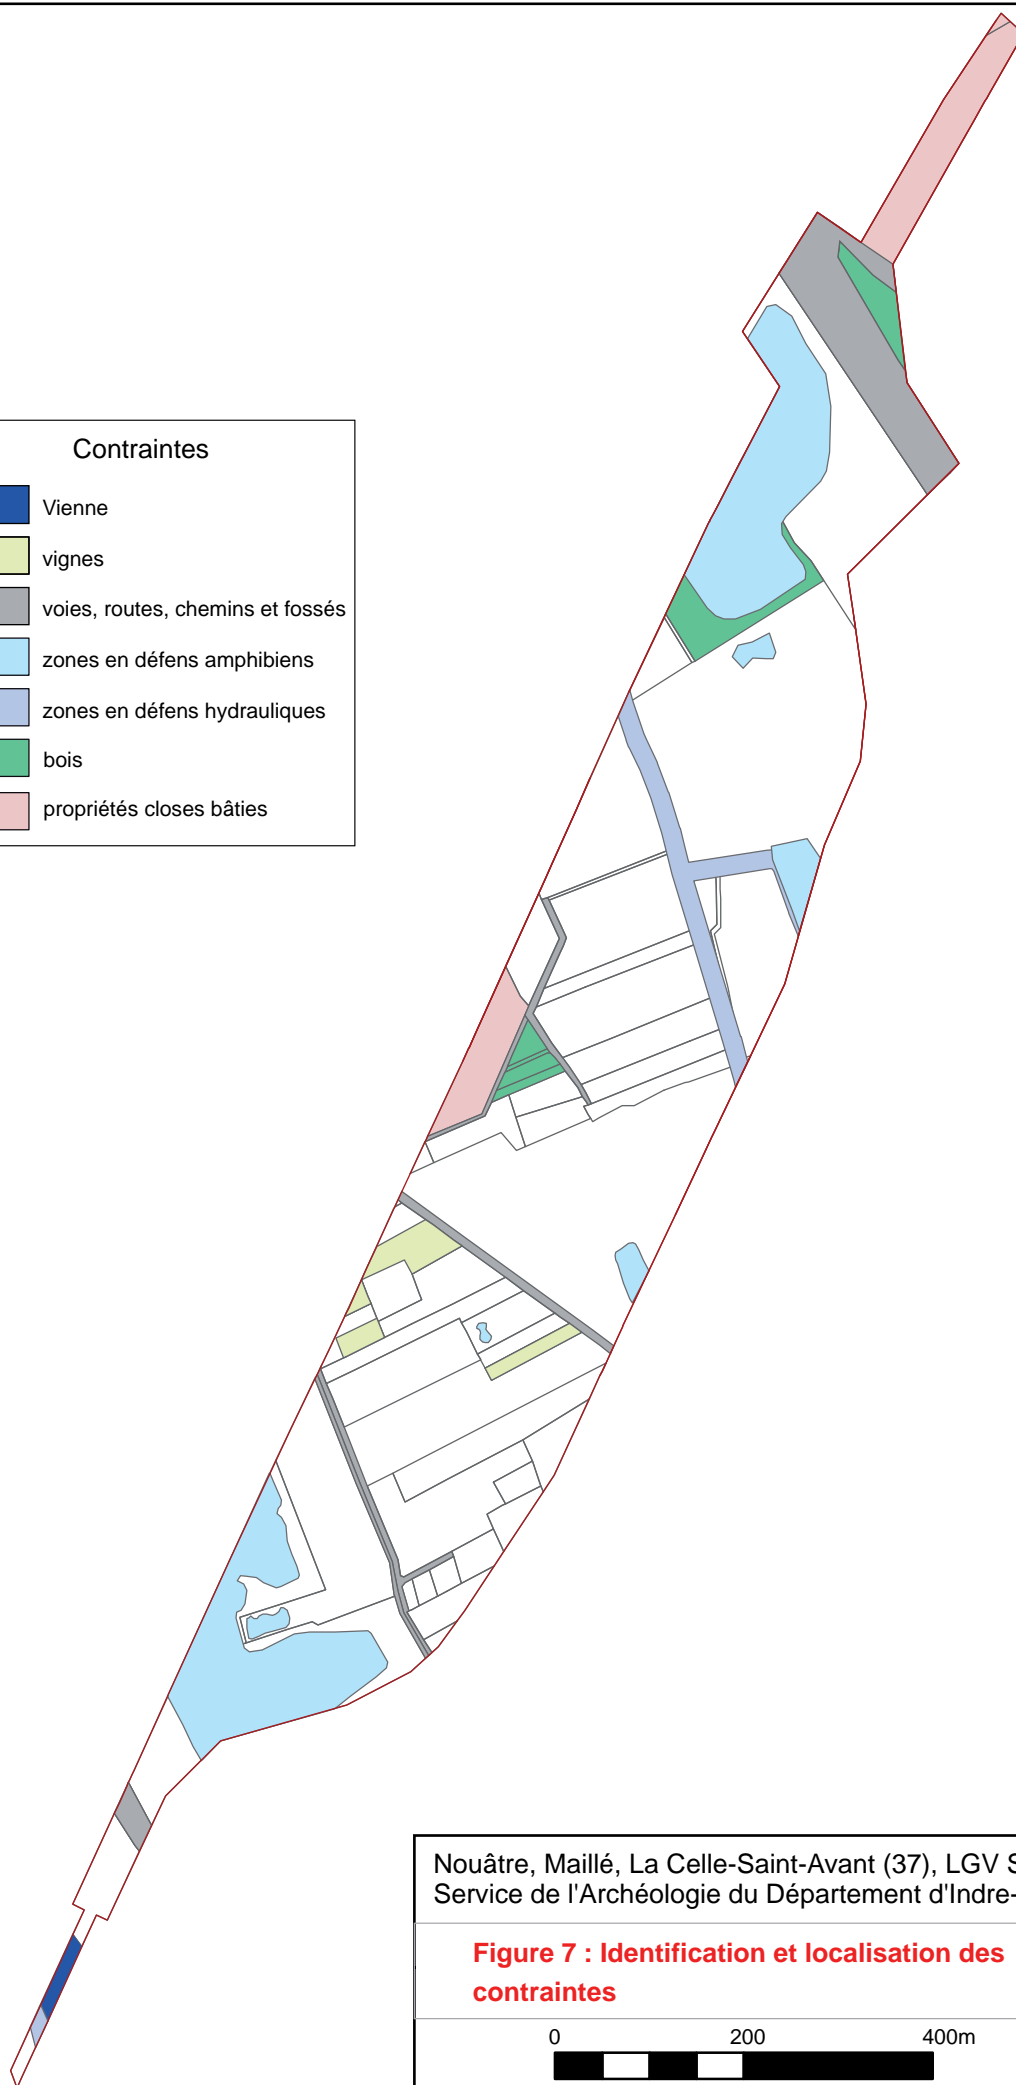 Contraintes
Vienne
vignes
voies, routes, chemins et fossés
zones en défens amphibiens
zones en défens hydrauliques
bois
propriétés closes bâties
Nouâtre, Maillé, La Celle-Saint-Avant (37), LGV S
Service de l'Archéologie du Département d'Indre-
Figure 7 : Identification et localisation des
contraintes
0 200 400m